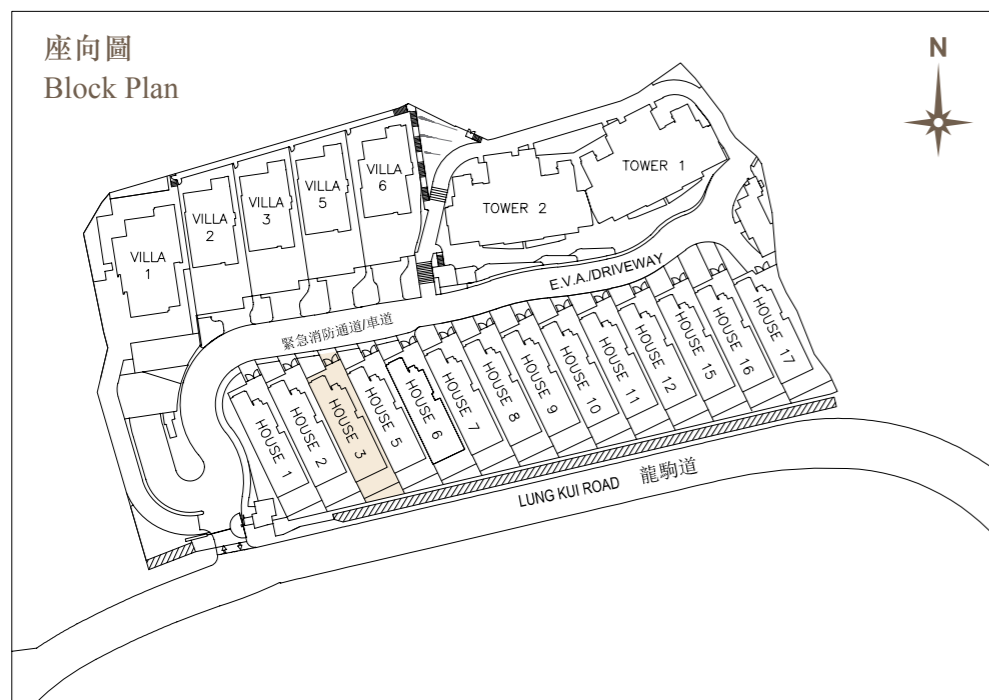 座向圖
Block Plan
N
VILLA
1
VILLA
2
VILLA
3
VILLA
5
VILLA
6
TOWER 2
TOWER 1
E.V.A./DRIVEWAY
緊急消防通道/車道
HOUSE 1
HOUSE 2
HOUSE 3
HOUSE 5
HOUSE 6
HOUSE 7
HOUSE 8
HOUSE 9
HOUSE 10
HOUSE 11
HOUSE 12
HOUSE 15
HOUSE 16
HOUSE 17
LUNG KUI ROAD 龍駒道